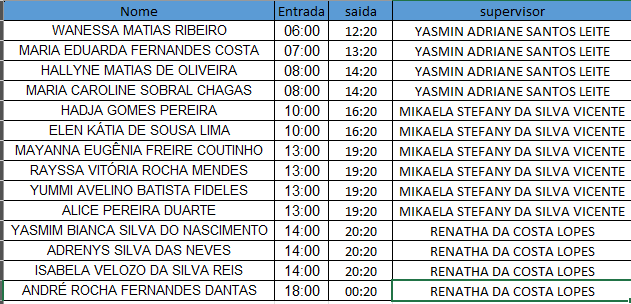 Nome Entrada saida supervisor
WANESSA MATIAS RIBEIRO 06:00 12:20 YASMIN ADRIANE SANTOS LEITE
MARIA EDUARDA FERNANDES COSTA 07:00 13:20 YASMIN ADRIANE SANTOS LEITE
HALLYNE MATIAS DE OLIVEIRA 08:00 14:20 YASMIN ADRIANE SANTOS LEITE
MARIA CAROLINE SOBRAL CHAGAS 08:00 14:20 YASMIN ADRIANE SANTOS LEITE
HADJA GOMES PEREIRA 10:00 16:20 MIKAELA STEFANY DA SILVA VICENTE
ELEN KÁTIA DE SOUSA LIMA 10:00 16:20 MIKAELA STEFANY DA SILVA VICENTE
MAYANNA EUGÊNIA FREIRE COUTINHO 13:00 19:20 MIKAELA STEFANY DA SILVA VICENTE
RAYSSA VITÓRIA ROCHA MENDES 13:00 19:20 MIKAELA STEFANY DA SILVA VICENTE
YUMMI AVELINO BATISTA FIDELES 13:00 19:20 MIKAELA STEFANY DA SILVA VICENTE
ALICE PEREIRA DUARTE 13:00 19:20 MIKAELA STEFANY DA SILVA VICENTE
YASMIM BIANCA SILVA DO NASCIMENTO 14:00 20:20 RENATHA DA COSTA LOPES
ADRENYS SILVA DAS NEVES 14:00 20:20 RENATHA DA COSTA LOPES
ISABELA VELOZO DA SILVA REIS 14:00 20:20 RENATHA DA COSTA LOPES
ANDRÉ ROCHA FERNANDES DANTAS 18:00 00:20 RENATHA DA COSTA LOPES